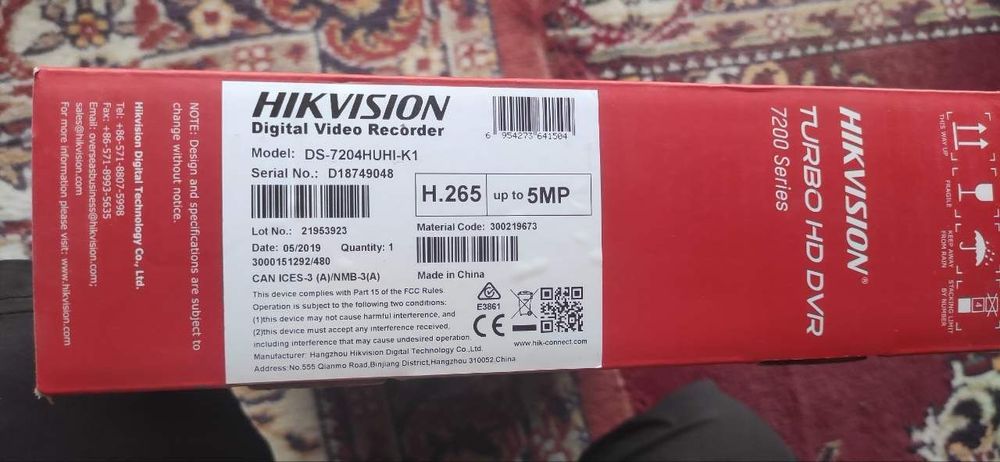 HIKVISION
Digital Video Recorder
6 954273 641504
Model: DS-7204HUHI-K1
Serial No.: D18749048
H.265 up to 5MP
Lot No.: 21953923
Material Code: 300219673
Date: 05/2019 Quantity: 1
3000151292/480
CAN ICES-3 (A)/NMB-3(A)
Made in China
This device complies with Part 15 of the FCC Rules
Operation is subject to the following two conditions:
(1)this device may not cause harmful interference, and
(2)this device must accept any interference received,
including interference that may cause undesired operation.
Manufacturer: Hangzhou Hikvision Digital Technology Co.,Ltd.
Address:No.555 Qianmo Road,Binjiang District,Hangzhou 310052,China
E3861
CE
www.hik-connect.com
NOTE: Design and specifications are subject to
change without notice.
Hikvision Digital Technology Co., Ltd.
Tel: +86-571-8807-5998
Fax: +86-571-8993-5635
Email: overseasbusiness@hikvision.com;
sales@hikvision.com
For more information please visit: www.hikvision.com
HIKVISION®
TURBO HD DVR
7200 Series
THIS WAY UP
FRAGILE
KEEP AWAY
FROM RAIN
STACKING LIMIT
BY NUMBER
4